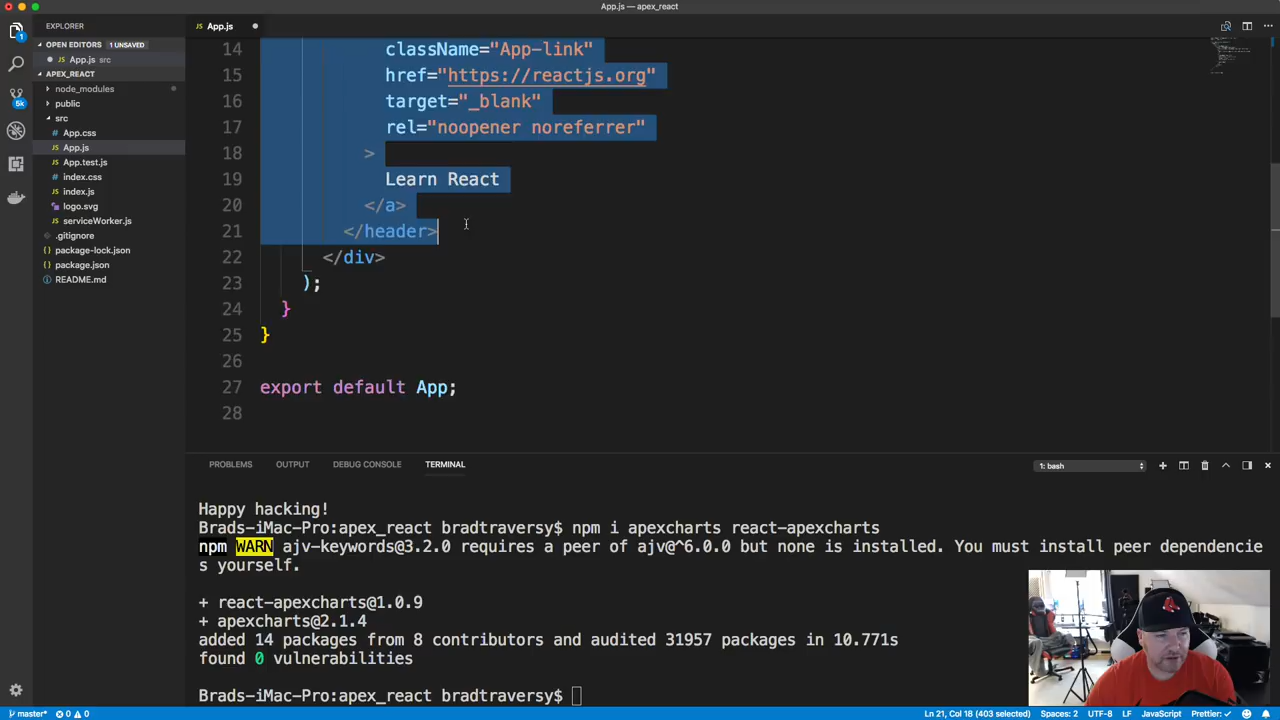 App.js — apex_react
EXPLORER
App.js
OPEN EDITORS 1 UNSAVED
App.js src
APEX_REACT
node_modules
public
src
App.css
App.js
App.test.js
index.css
index.js
logo.svg
serviceWorker.js
.gitignore
package-lock.json
package.json
README.md
1
5k
14 className="App-link"
15 href="https://reactjs.org"
16 target="_blank"
17 rel="noopener noreferrer"
18 >
19 Learn React
20 </a>
21 </header>
22 </div>
23 );
24 }
25 }
26
27 export default App;
28
PROBLEMS OUTPUT DEBUG CONSOLE TERMINAL 1: bash
Happy hacking!
Brads-iMac-Pro:apex_react bradtraversy$ npm i apexcharts react-apexcharts
npm WARN ajv-keywords@3.2.0 requires a peer of ajv@^6.0.0 but none is installed. You must install peer dependencie
s yourself.
+ react-apexcharts@1.0.9
+ apexcharts@2.1.4
added 14 packages from 8 contributors and audited 31957 packages in 10.771s
found 0 vulnerabilities
Brads-iMac-Pro:apex_react bradtraversy$
master* 0 0 Ln 21, Col 18 (403 selected) Spaces: 2 UTF-8 LF JavaScript Prettier: ✓